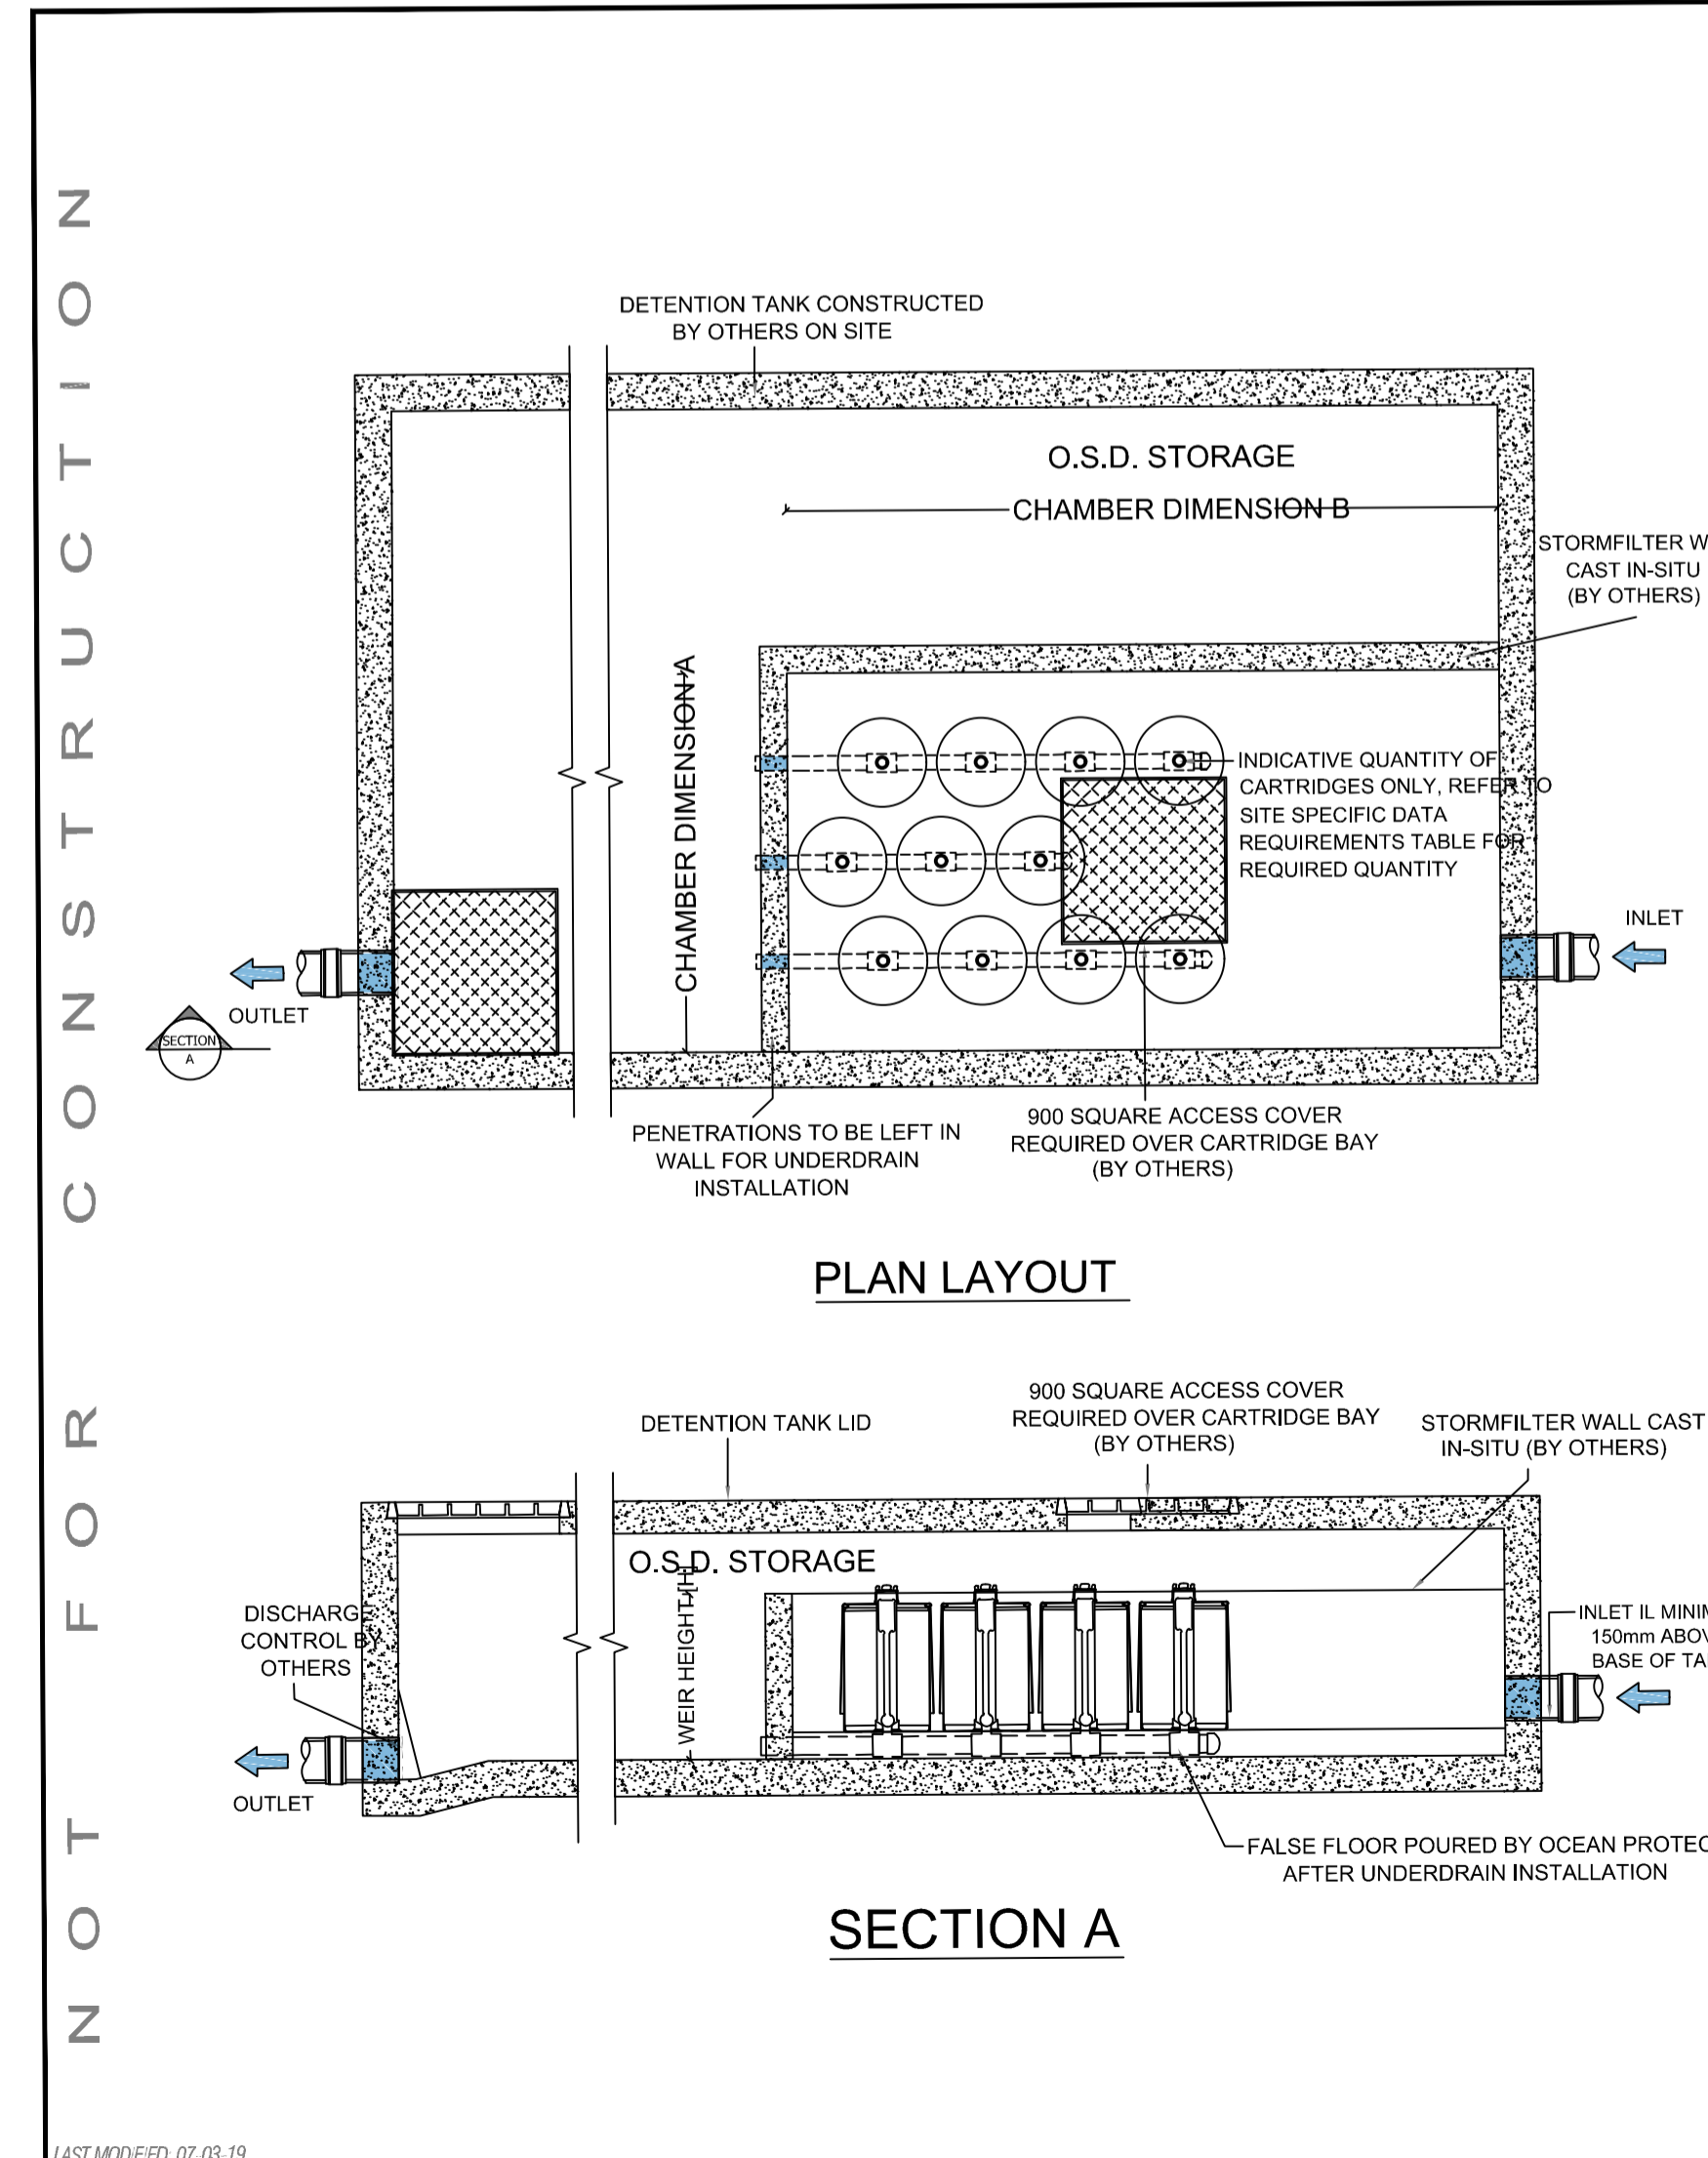 NOT FOR CONSTRUCTION
DETENTION TANK CONSTRUCTED
BY OTHERS ON SITE
O.S.D. STORAGE
CHAMBER DIMENSION B
STORMFILTER W
CAST IN-SITU
(BY OTHERS)
CHAMBER DIMENSION A
INDICATIVE QUANTITY OF
CARTRIDGES ONLY, REFER TO
SITE SPECIFIC DATA
REQUIREMENTS TABLE FOR
REQUIRED QUANTITY
INLET
OUTLET
SECTION
A
PENETRATIONS TO BE LEFT IN
WALL FOR UNDERDRAIN
INSTALLATION
900 SQUARE ACCESS COVER
REQUIRED OVER CARTRIDGE BAY
(BY OTHERS)
PLAN LAYOUT
DETENTION TANK LID
900 SQUARE ACCESS COVER
REQUIRED OVER CARTRIDGE BAY
(BY OTHERS)
STORMFILTER WALL CAST
IN-SITU (BY OTHERS)
O.S.D. STORAGE
WEIR HEIGHT [H]
DISCHARGE
CONTROL BY
OTHERS
INLET IL MINIM
150mm ABOV
BASE OF TA
OUTLET
FALSE FLOOR POURED BY OCEAN PROTEC
AFTER UNDERDRAIN INSTALLATION
SECTION A
LAST MODIFIED: 07-03-19